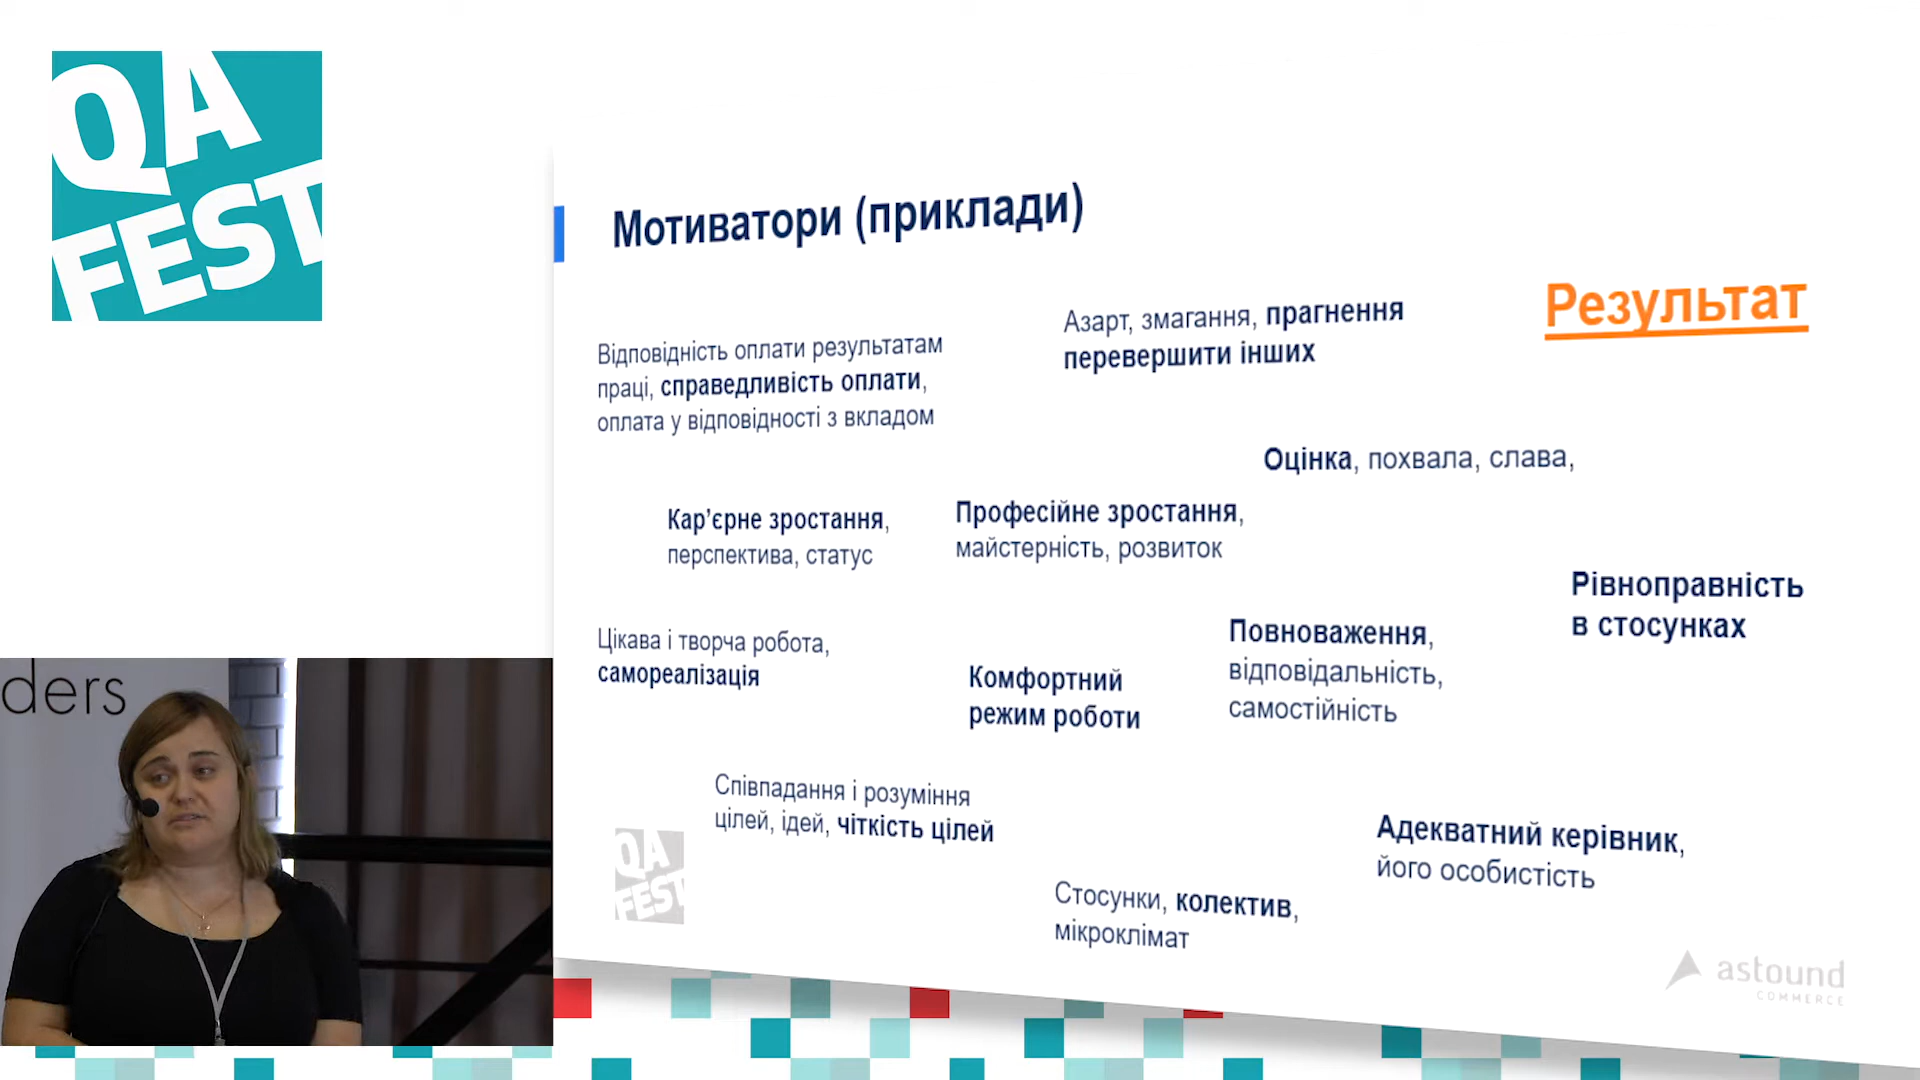 QA
FEST
Мотиватори (приклади)
Результат
Азарт, змагання, прагнення
перевершити інших
Відповідність оплати результатам
праці, справедливість оплати,
оплата у відповідності з вкладом
Оцінка, похвала, слава,
Кар’єрне зростання,
перспектива, статус
Професійне зростання,
майстерність, розвиток
Рівноправність
в стосунках
Цікава і творча робота,
самореалізація
Комфортний
режим роботи
Повноваження,
відповідальність,
самостійність
Співпадання і розуміння
цілей, ідей, чіткість цілей
Адекватний керівник,
його особистість
Стосунки, колектив,
мікроклімат
QA
FEST
astound
COMMERCE
ders